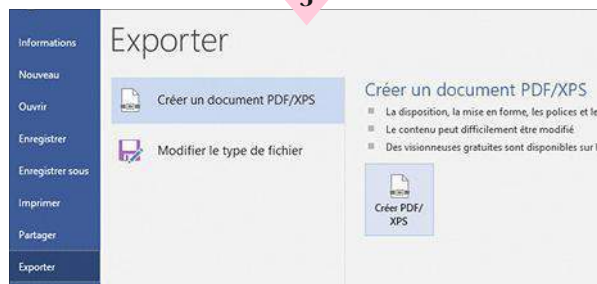 3
Informations
Nouveau
Ouvrir
Enregistrer
Enregistrer sous
Imprimer
Partager
Exporter
Exporter
Créer un document PDF/XPS
Modifier le type de fichier
Créer un document PDF/XPS
La disposition, la mise en forme, les polices et le
Le contenu peut difficilement être modifié
Des visionneuses gratuites sont disponibles sur
Créer PDF/
XPS